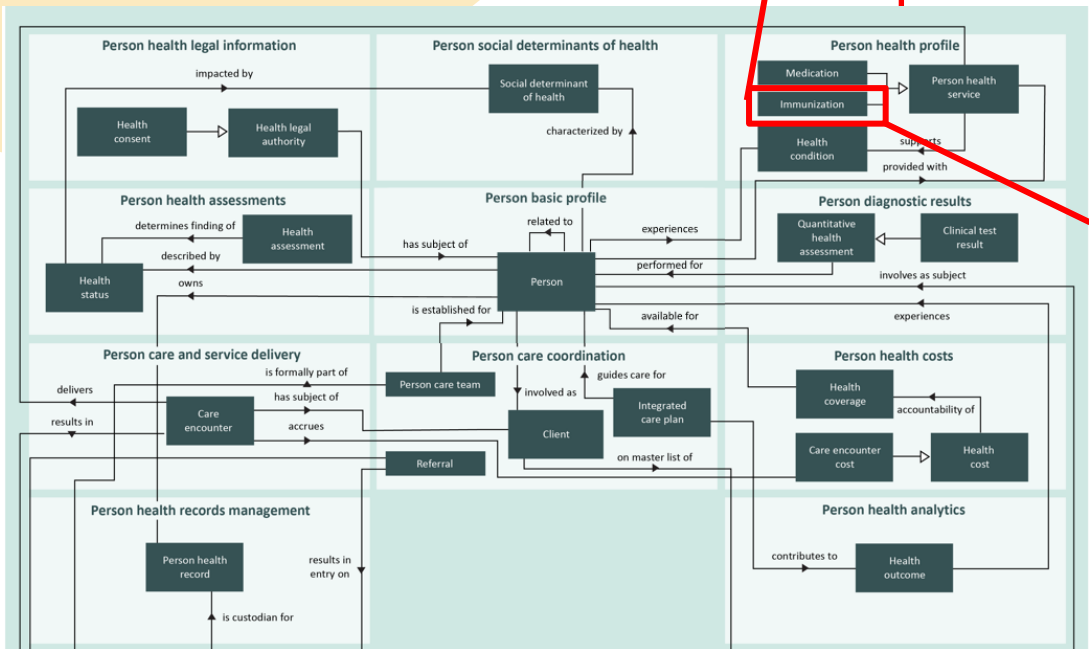 Person health legal information
Person social determinants of health
Person health profile
impacted by
Social determinant
of health
Medication
Immunization
Person health
service
Health
consent
Health legal
authority
characterized by
Health
condition
supports
provided with
Person health assessments
Person basic profile
Person diagnostic results
determines finding of
Health
assessment
related to
has subject of
experiences
Quantitative
health
assessment
Clinical test
result
described by
Health
status
owns
Person
performed for
involves as subject
is established for
available for
experiences
Person care and service delivery
Person care coordination
Person health costs
is formally part of
Person care team
guides care for
delivers
has subject of
involved as
Health
coverage
results in
Care
encounter
accrues
Client
Integrated
care plan
accountability of
Referral
on master list of
Care encounter
cost
Health
cost
Person health records management
Person health analytics
Person health
record
results in
entry on
contributes to
Health
outcome
is custodian for